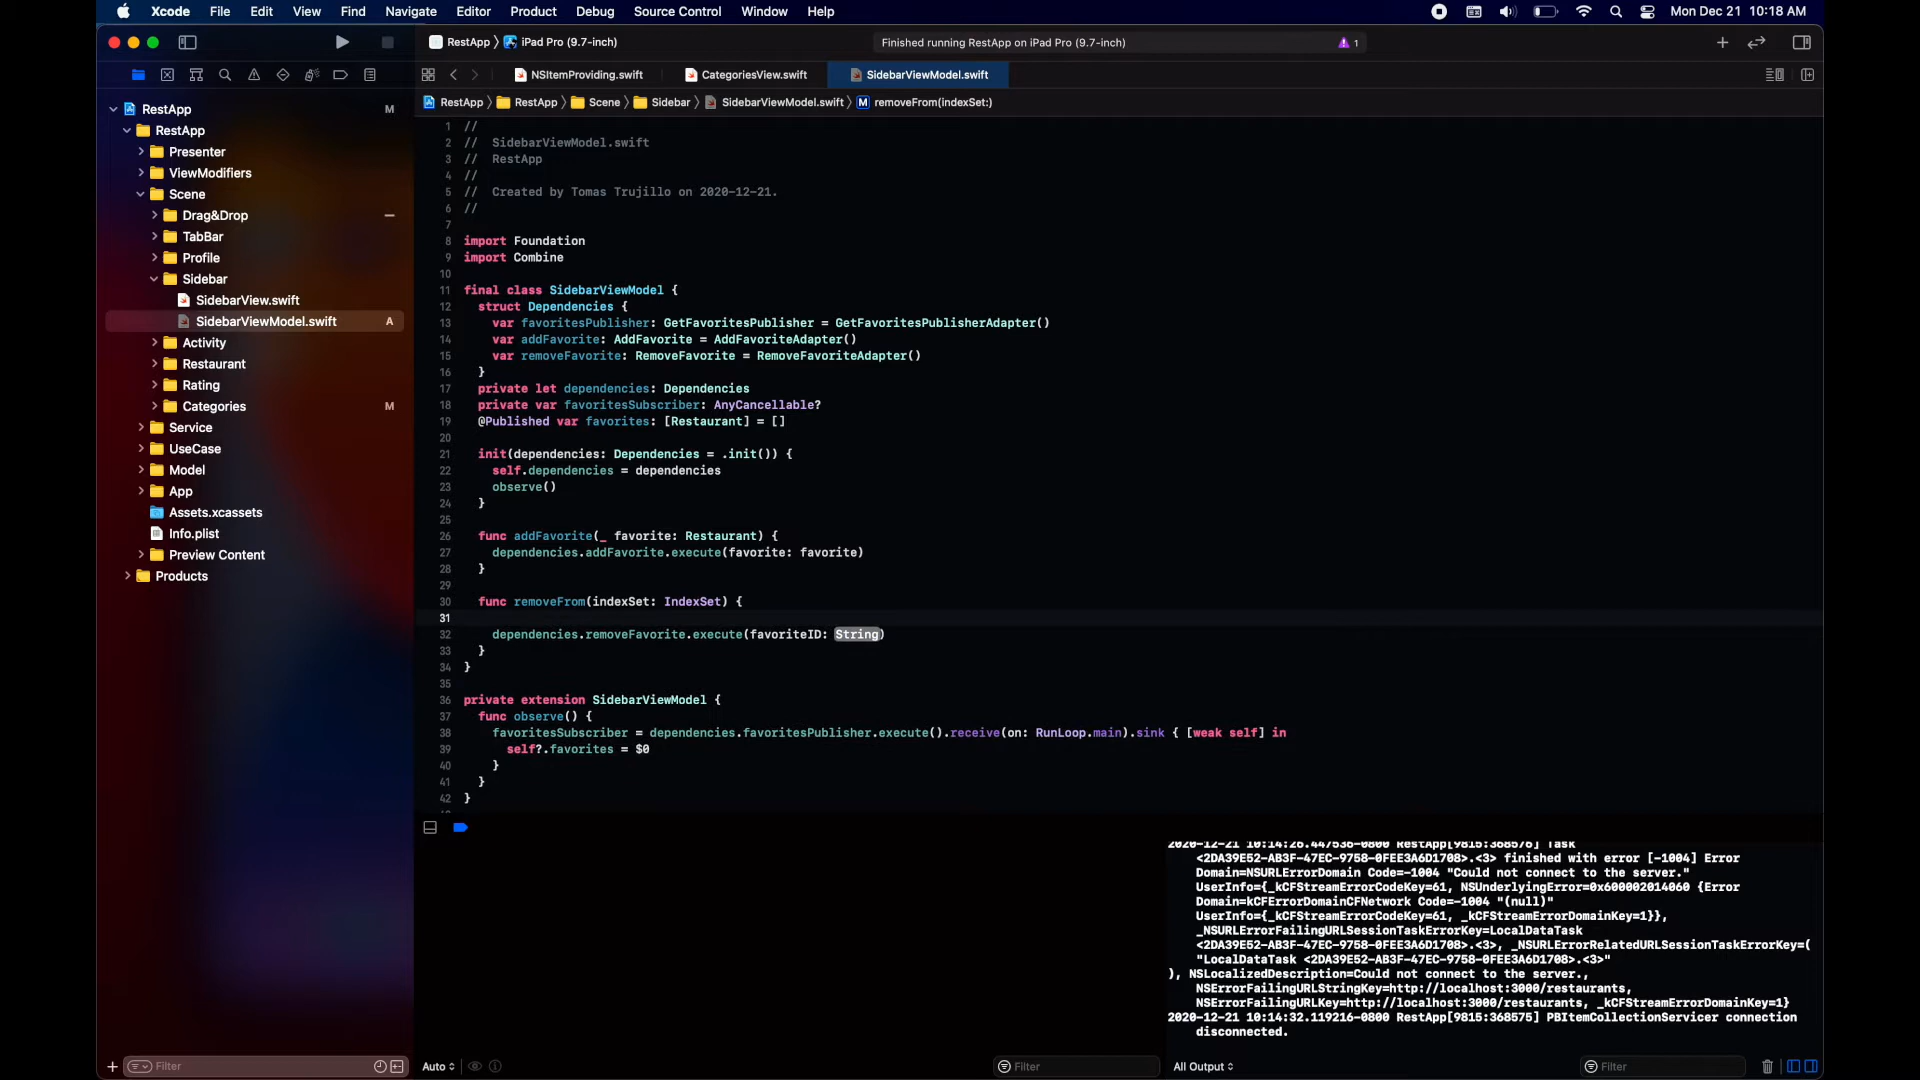 Xcode File Edit View Find Navigate Editor Product Debug Source Control Window Help Mon Dec 21 10:18 AM
RestApp iPad Pro (9.7-inch) Finished running RestApp on iPad Pro (9.7-inch) 1
NSItemProviding.swift CategoriesView.swift SidebarViewModel.swift
RestApp RestApp Scene Sidebar SidebarViewModel.swift M removeFrom(indexSet:)
RestApp M
RestApp
Presenter
ViewModifiers
Scene
Drag&Drop
TabBar
Profile
Sidebar
SidebarView.swift
SidebarViewModel.swift A
Activity
Restaurant
Rating
Categories M
Service
UseCase
Model
App
Assets.xcassets
Info.plist
Preview Content
Products
Filter
1 //
2 // SidebarViewModel.swift
3 // RestApp
4 //
5 // Created by Tomas Trujillo on 2020-12-21.
6 //
7
8 import Foundation
9 import Combine
10
11 final class SidebarViewModel {
12 struct Dependencies {
13 var favoritesPublisher: GetFavoritesPublisher = GetFavoritesPublisherAdapter()
14 var addFavorite: AddFavorite = AddFavoriteAdapter()
15 var removeFavorite: RemoveFavorite = RemoveFavoriteAdapter()
16 }
17 private let dependencies: Dependencies
18 private var favoritesSubscriber: AnyCancellable?
19 @Published var favorites: [Restaurant] = []
20
21 init(dependencies: Dependencies = .init()) {
22 self.dependencies = dependencies
23 observe()
24 }
25
26 func addFavorite(_ favorite: Restaurant) {
27 dependencies.addFavorite.execute(favorite: favorite)
28 }
29
30 func removeFrom(indexSet: IndexSet) {
31
32 dependencies.removeFavorite.execute(favoriteID: String)
33 }
34 }
35
36 private extension SidebarViewModel {
37 func observe() {
38 favoritesSubscriber = dependencies.favoritesPublisher.execute().receive(on: RunLoop.main).sink { [weak self] in
39 self?.favorites = $0
40 }
41 }
42 }
2020-12-21 10:14:26.447536-0800 RestApp[9815:368576] Task
<2DA39E52-AB3F-47EC-9758-0FEE3A6D1708>.<3> finished with error [-1004] Error
Domain=NSURLErrorDomain Code=-1004 "Could not connect to the server."
UserInfo={_kCFStreamErrorCodeKey=61, NSUnderlyingError=0x600002014060 {Error
Domain=kCFErrorDomainCFNetwork Code=-1004 "(null)"
UserInfo={_kCFStreamErrorCodeKey=61, _kCFStreamErrorDomainKey=1}},
_NSURLErrorFailingURLSessionTaskErrorKey=LocalDataTask
<2DA39E52-AB3F-47EC-9758-0FEE3A6D1708>.<3>, _NSURLErrorRelatedURLSessionTaskErrorKey=(
"LocalDataTask <2DA39E52-AB3F-47EC-9758-0FEE3A6D1708>.<3>"
), NSLocalizedDescription=Could not connect to the server.,
NSErrorFailingURLStringKey=http://localhost:3000/restaurants,
NSErrorFailingURLKey=http://localhost:3000/restaurants, _kCFStreamErrorDomainKey=1}
2020-12-21 10:14:32.119216-0800 RestApp[9815:368575] PBItemCollectionServicer connection
disconnected.
Auto Filter All Output Filter